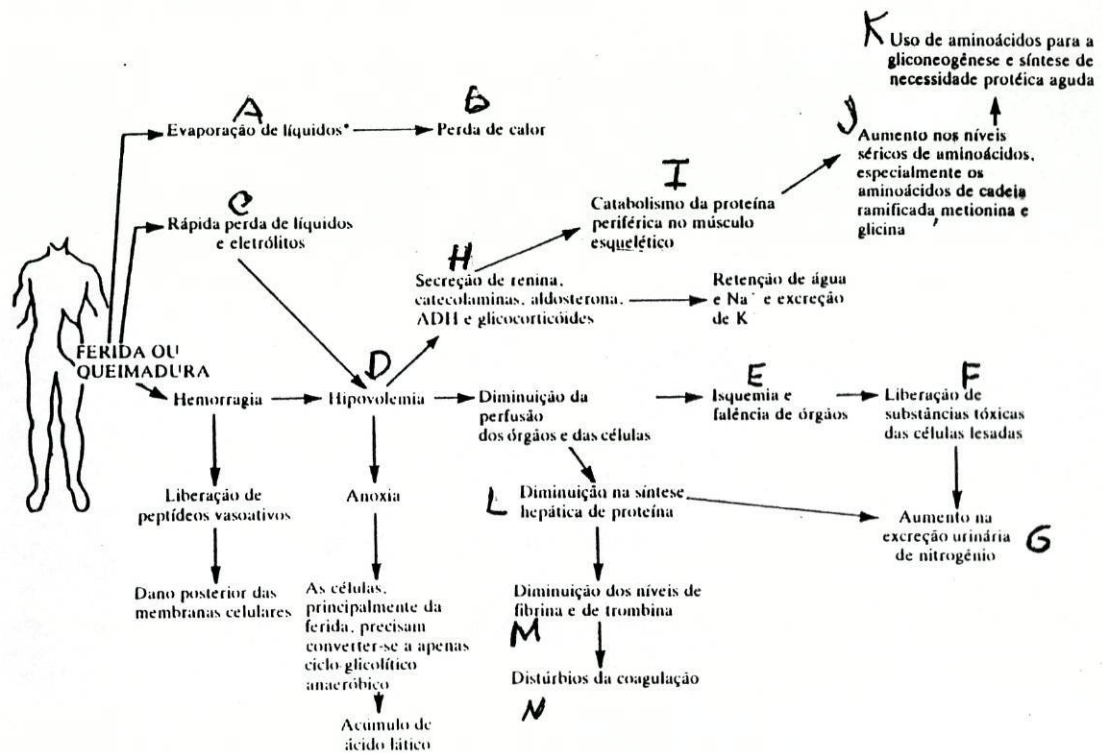 K
Uso de aminoácidos para a
gliconeogênese e síntese de
necessidade protéica aguda
A
Evaporação de líquidos*
B
Perda de calor
J
Aumento nos níveis
séricos de aminoácidos,
especialmente os
aminoácidos de cadeia
ramificada, metionina e
glicina
I
Catabolismo da proteína
periférica no músculo
esquelético
C
Rápida perda de líquidos
e eletrólitos
H
Secreção de renina,
catecolaminas, aldosterona,
ADH e glicocorticóides
Retenção de água
e Na+ e excreção
de K
FERIDA OU
QUEIMADURA
Hemorragia
D
Hipovolemia
Diminuição da
perfusão
dos órgãos e das células
E
Isquemia e
falência de órgãos
F
Liberação de
substâncias tóxicas
das células lesadas
Liberação de
peptídeos vasoativos
Anoxia
L
Diminuição na síntese
hepática de proteína
Aumento na
excreção urinária
de nitrogênio
G
Dano posterior das
membranas celulares
As células,
principalmente da
ferida, precisam
converter-se a apenas
ciclo-glicolítico
anaeróbico
Diminuição dos níveis de
fibrina e de trombina
M
Distúrbios da coagulação
N
Acúmulo de
ácido lático